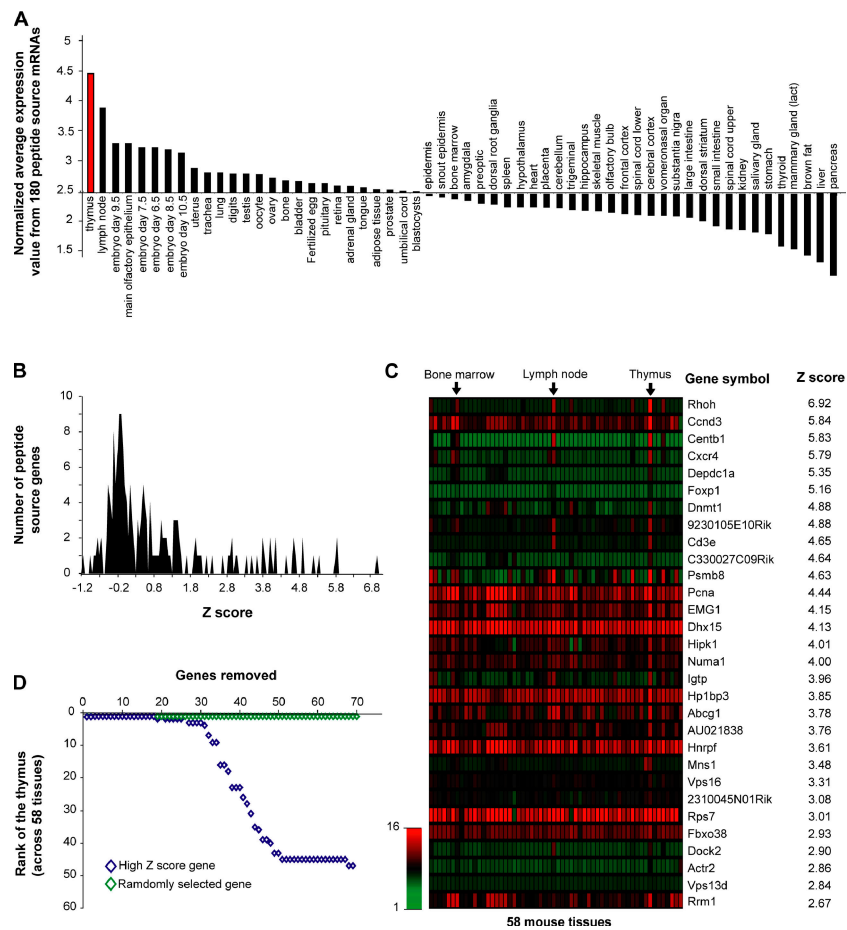 A
Normalized average expression
value from 180 peptide source mRNAs
5
4.5
4
3.5
3
2.5
2
1.5
thymus
lymph node
embryo day 9.5
main olfactory epithelium
embryo day 7.5
embryo day 6.5
embryo day 8.5
embryo day 10.5
uterus
trachea
lung
digits
testis
oocyte
ovary
bone
bladder
Fertilized egg
pituitary
retina
adrenal gland
tongue
adipose tissue
prostate
umbilical cord
blastocysts
epidermis
snout epidermis
bone marrow
amygdala
preoptic
dorsal root ganglia
spleen
hypothalamus
heart
placenta
cerebellum
trigeminal
hippocampus
skeletal muscle
olfactory bulb
frontal cortex
spinal cord lower
cerebral cortex
vomeronasal organ
substantia nigra
large intestine
dorsal striatum
small intestine
spinal cord upper
kidney
salivary gland
stomach
thyroid
mammary gland (lact)
brown fat
liver
pancreas
B
Number of peptide
source genes
10
8
6
4
2
0
-1.2 -0.2 0.8 1.8 2.8 3.8 4.8 5.8 6.8
Z score
C
Bone marrow Lymph node Thymus Gene symbol Z score
Rhoh 6.92
Ccnd3 5.84
Centb1 5.83
Cxcr4 5.79
Depdc1a 5.35
Foxp1 5.16
Dnmt1 4.88
9230105E10Rik 4.88
Cd3e 4.65
C330027C09Rik 4.64
Psmb8 4.63
Pcna 4.44
EMG1 4.15
Dhx15 4.13
Hipk1 4.01
Numa1 4.00
Igtp 3.96
Hp1bp3 3.85
Abcg1 3.78
AU021838 3.76
Hnrpf 3.61
Mns1 3.48
Vps16 3.31
2310045N01Rik 3.08
Rps7 3.01
Fbxo38 2.93
Dock2 2.90
Actr2 2.86
Vps13d 2.84
Rrm1 2.67
16
1
58 mouse tissues
D
Genes removed
0 10 20 30 40 50 60 70
Rank of the thymus
(across 58 tissues)
0
10
20
30
40
50
60
High Z score gene
Randomly selected gene